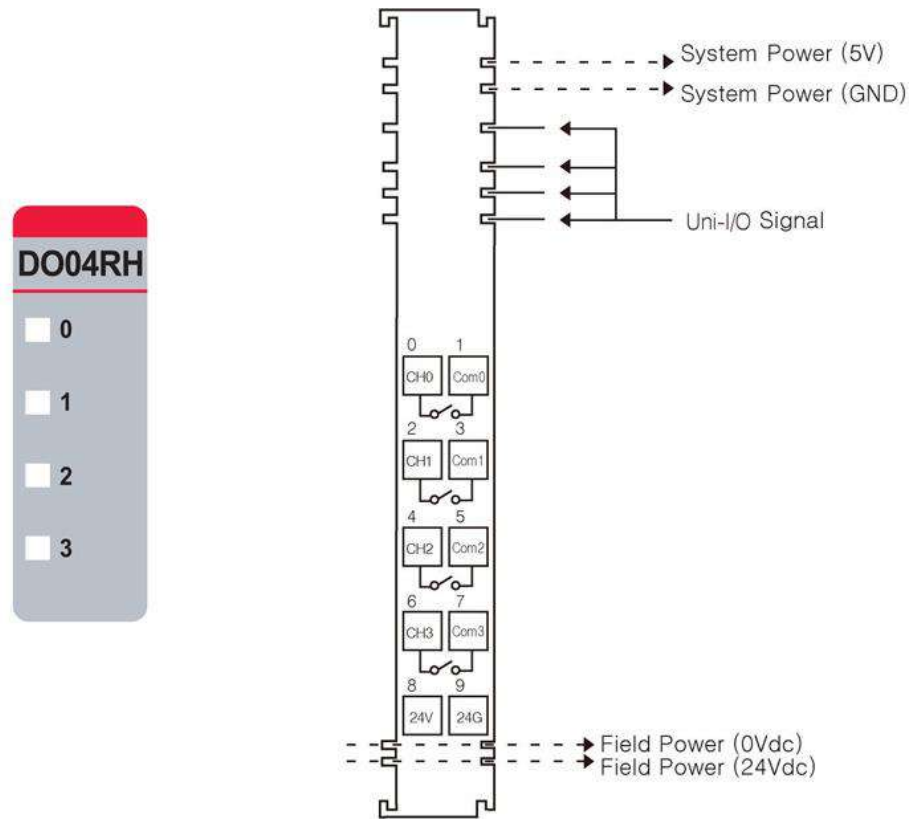 System Power (5V)
System Power (GND)
Uni-I/O Signal
DO04RH
0
1
2
3
0 1
CH0 Com0
2 3
CH1 Com1
4 5
CH2 Com2
6 7
CH3 Com3
8 9
24V 24G
Field Power (0Vdc)
Field Power (24Vdc)